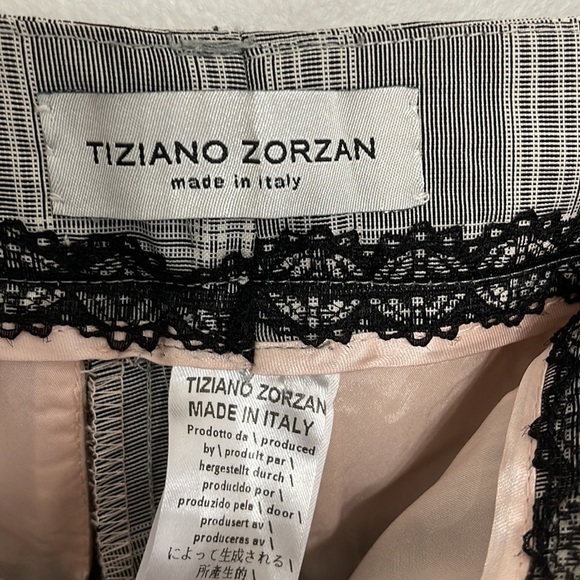 TIZIANO ZORZAN
made in italy
TIZIANO ZORZAN
MADE IN ITALY
Prodotto da \ produced
by \ produit par \
hergestellt durch \
producido por \
produzido pela \ door \
produsert av \
produceras av \
によって生成される \
所產生的 \